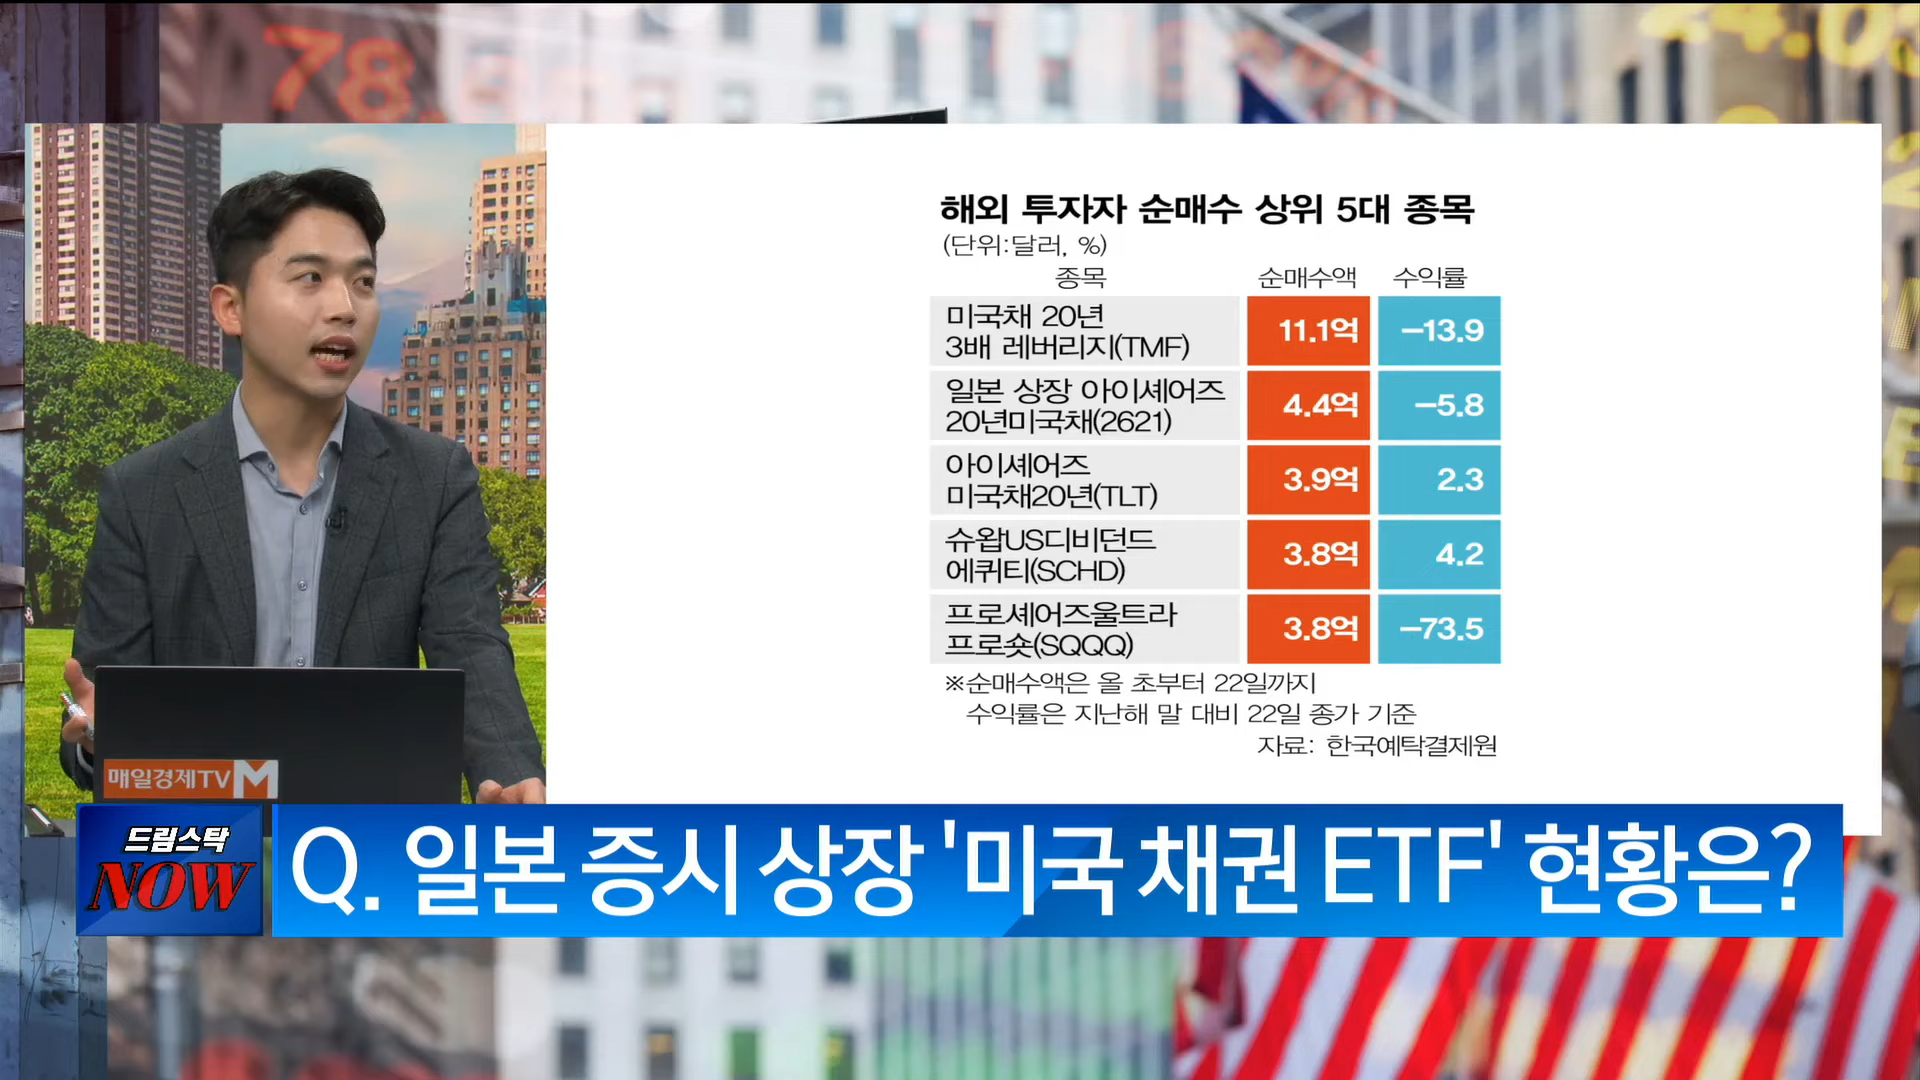 해외 투자자 순매수 상위 5대 종목
(단위:달러, %)
종목 순매수액 수익률
미국채 20년
3배 레버리지(TMF) 11.1억 -13.9
일본 상장 아이셰어즈
20년미국채(2621) 4.4억 -5.8
아이셰어즈
미국채20년(TLT) 3.9억 2.3
슈왑US디비던드
에퀴티(SCHD) 3.8억 4.2
프로셰어즈울트라
프로숏(SQQQ) 3.8억 -73.5
※순매수액은 올 초부터 22일까지
수익률은 지난해 말 대비 22일 종가 기준
자료: 한국예탁결제원
매일경제TV M
드림스탁
NOW
Q. 일본 증시 상장 '미국 채권 ETF' 현황은?